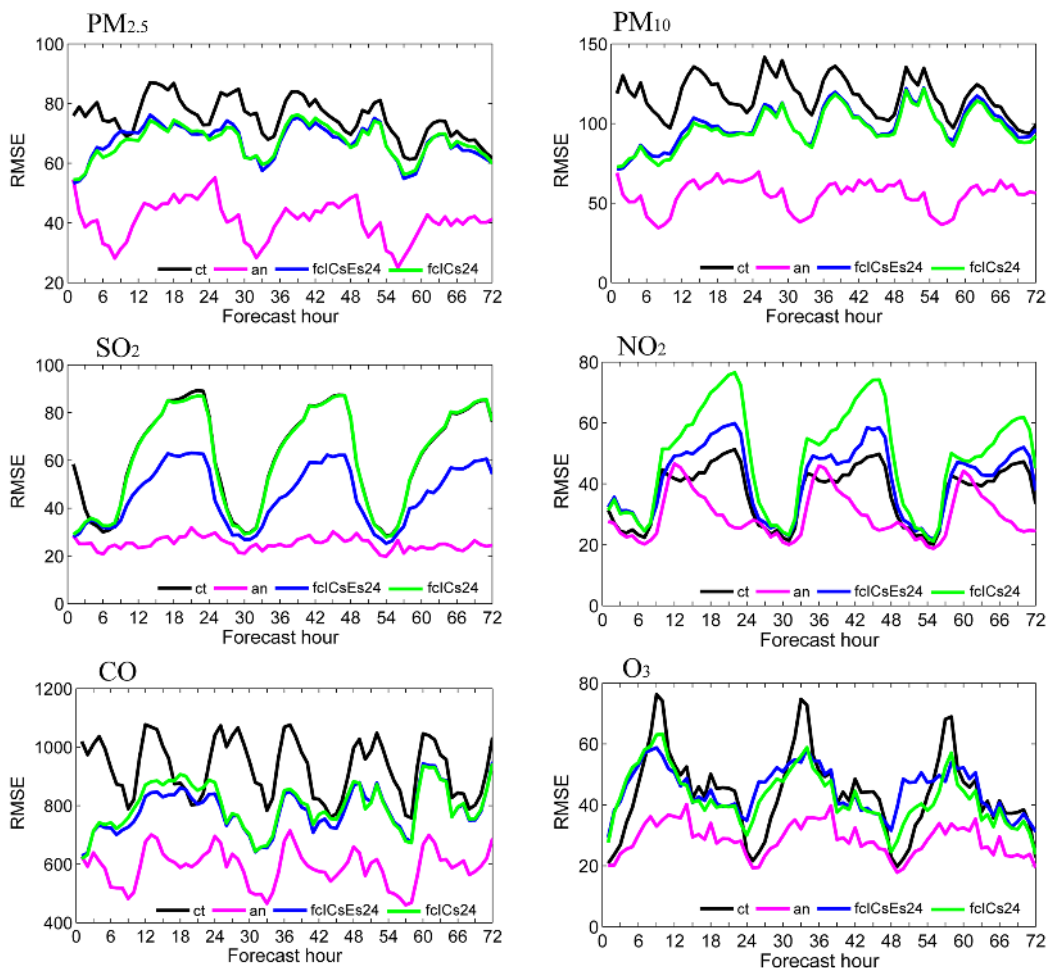 PM2.5
100
80
60
40
20
RMSE
ct an fcICsEs24 fcICs24
0 6 12 18 24 30 36 42 48 54 60 66 72
Forecast hour
PM10
150
100
50
0
RMSE
ct an fcICsEs24 fcICs24
0 6 12 18 24 30 36 42 48 54 60 66 72
Forecast hour
SO2
100
80
60
40
20
0
RMSE
ct an fcICsEs24 fcICs24
0 6 12 18 24 30 36 42 48 54 60 66 72
Forecast hour
NO2
80
60
40
20
0
RMSE
ct an fcICsEs24 fcICs24
0 6 12 18 24 30 36 42 48 54 60 66 72
Forecast hour
CO
1200
1000
800
600
400
RMSE
ct an fcICsEs24 fcICs24
0 6 12 18 24 30 36 42 48 54 60 66 72
Forecast hour
O3
80
60
40
20
0
RMSE
ct an fcICsEs24 fcICs24
0 6 12 18 24 30 36 42 48 54 60 66 72
Forecast hour